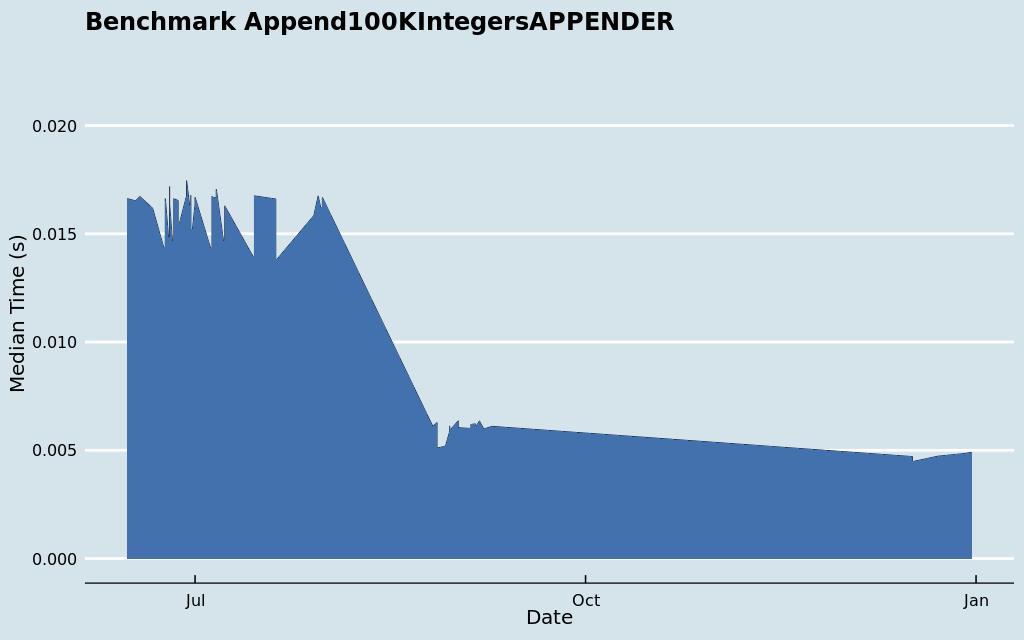 Benchmark Append100KIntegersAPPENDER
0.020
0.015
0.010
0.005
0.000
Median Time (s)
Jul
Oct
Jan
Date